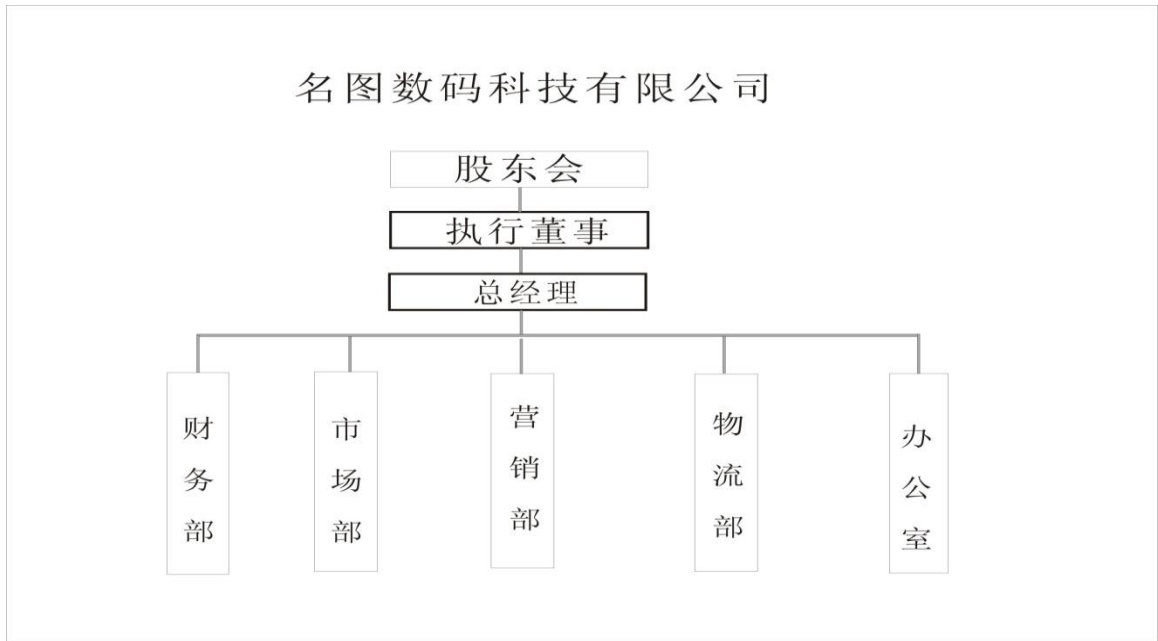 名图数码科技有限公司
股东会
执行董事
总经理
财务部
市场部
营销部
物流部
办公室